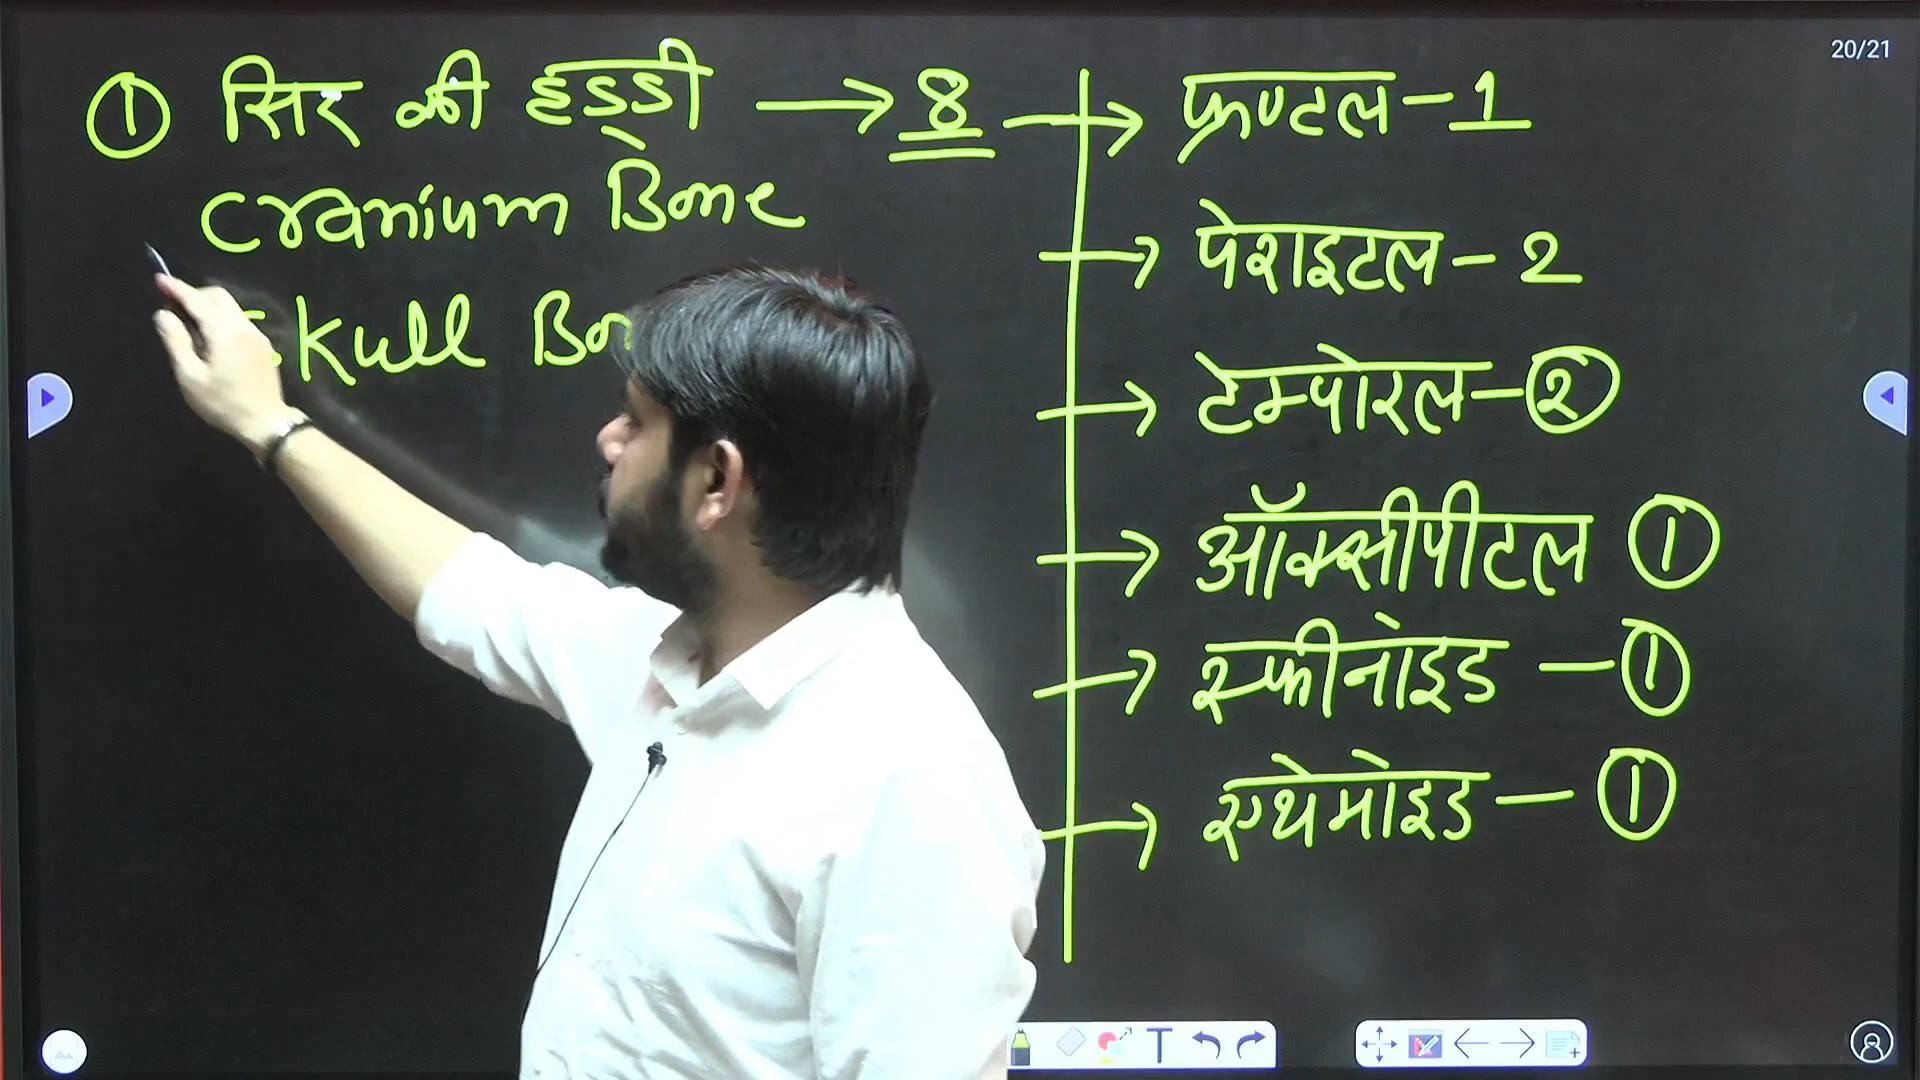 20/21
① सिर की हड्डी → 8
Cranium Bone
Skull
→ फ्रण्टल - 1
→ पेराइटल - 2
→ टेम्पोरल - ②
→ ऑक्सीपीटल ①
→ स्फीनोइड - ①
→ एथेमोइड - ①
T